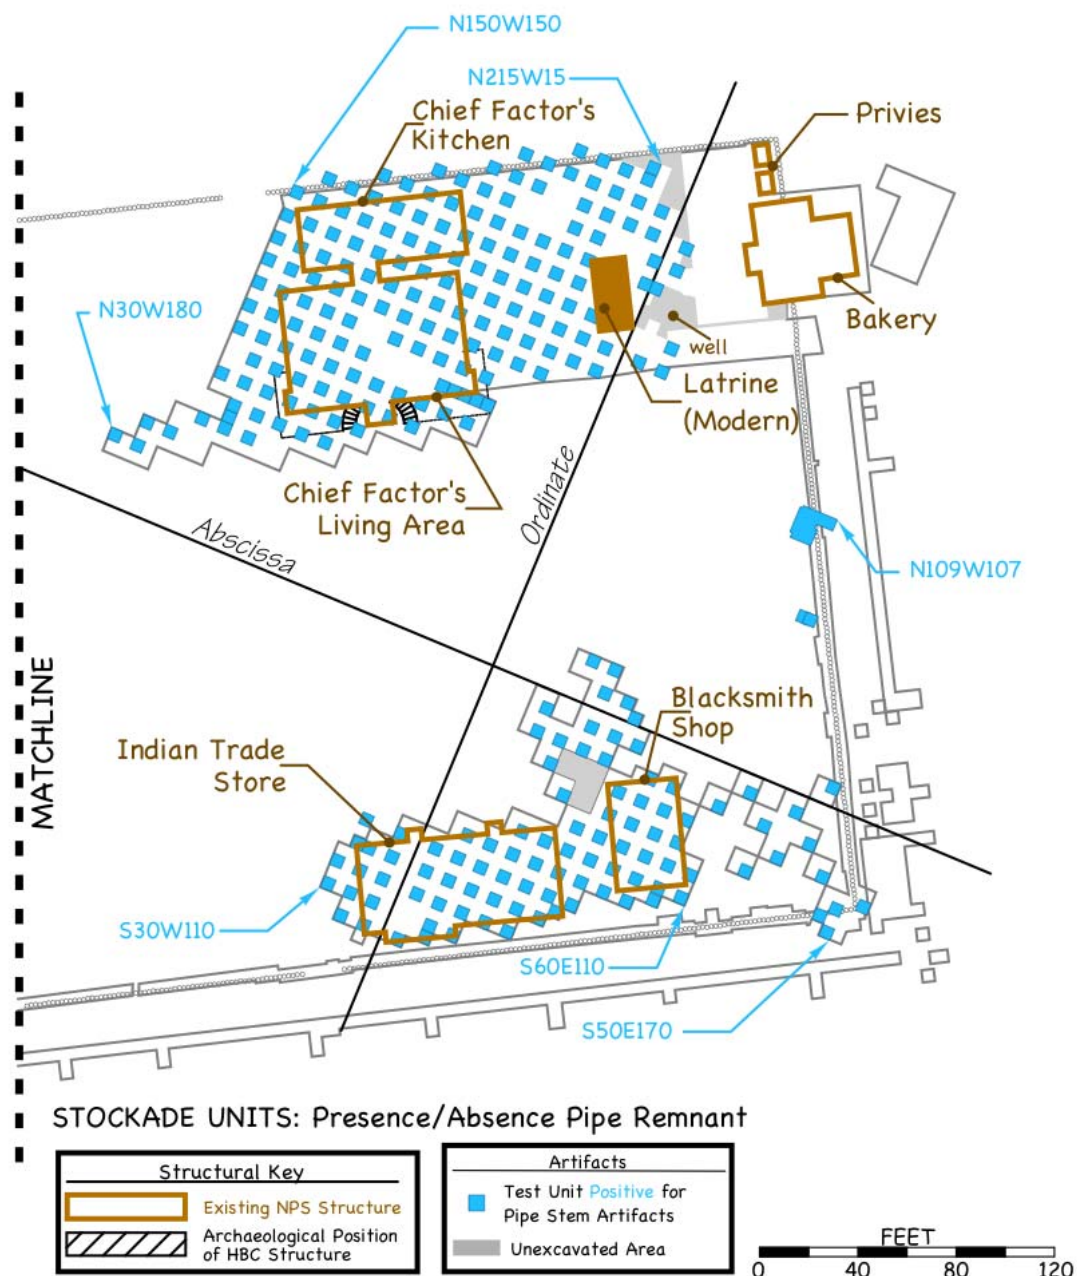 N150W150
N215W15
Chief Factor's
Kitchen
Privies
N30W180
Bakery
well
Latrine
(Modern)
Chief Factor's
Living Area
Ordinate
Abscissa
N109W107
MATCHLINE
Blacksmith
Shop
Indian Trade
Store
S30W110
S60E110
S50E170
STOCKADE UNITS: Presence/Absence Pipe Remnant
Structural Key
Existing NPS Structure
Archaeological Position
of HBC Structure
Artifacts
Test Unit Positive for
Pipe Stem Artifacts
Unexcavated Area
FEET
0 40 80 120